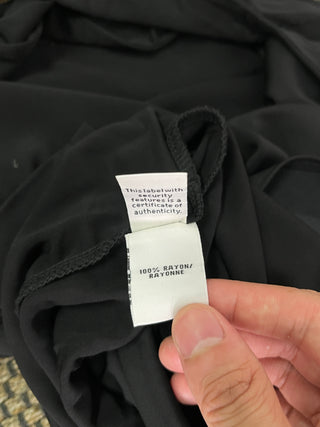 This label with
security
features is a
certificate of
authenticity.
100% RAYON/
RAYONNE